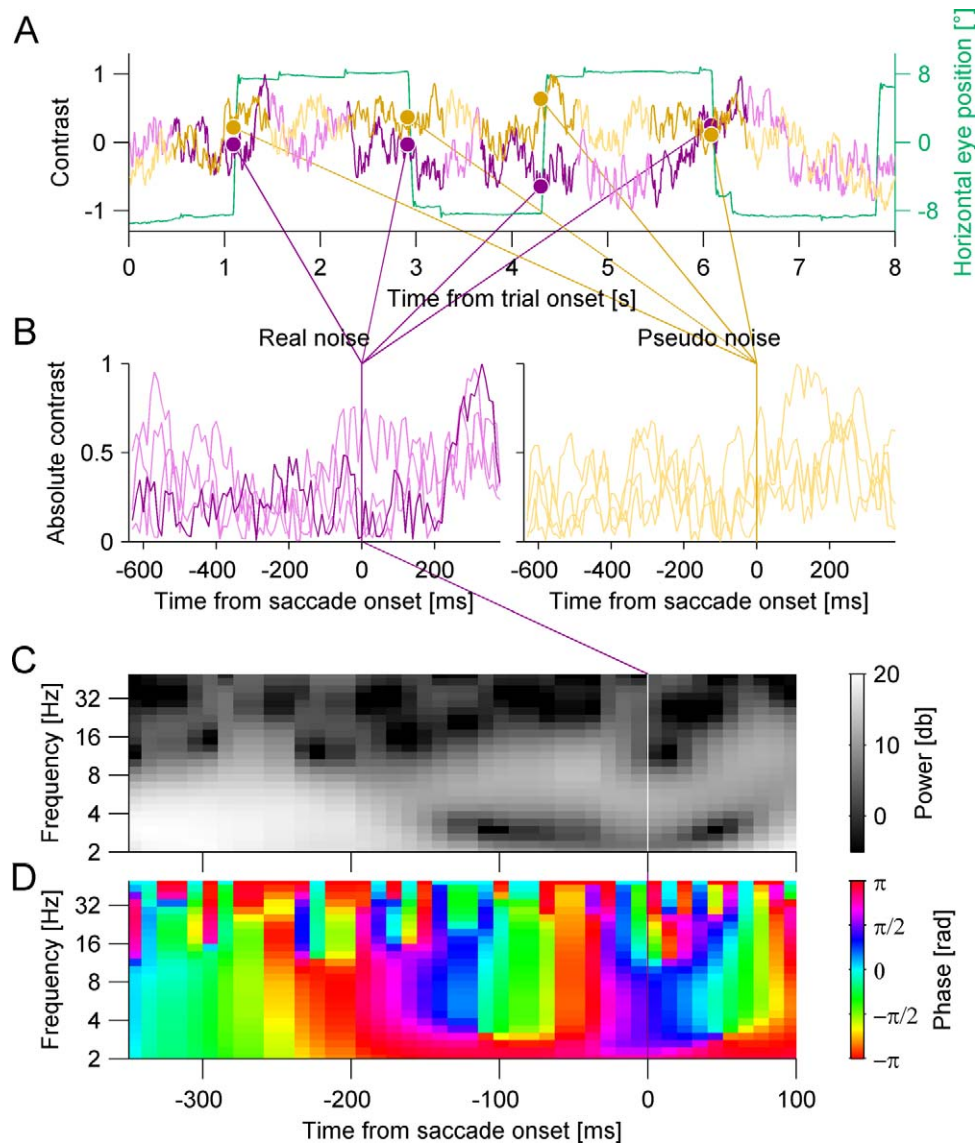 A
Contrast
1
0
-1
8
0
-8
Horizontal eye position [°]
0 1 2 3 4 5 6 7 8
Time from trial onset [s]
B
Real noise
Pseudo noise
Absolute contrast
1
0.5
0
-600 -400 -200 0 200
-600 -400 -200 0 200
Time from saccade onset [ms]
Time from saccade onset [ms]
C
Frequency [Hz]
32
16
8
4
2
20
10
0
Power [db]
D
Frequency [Hz]
32
16
8
4
2
π
π/2
0
−π/2
−π
Phase [rad]
-300 -200 -100 0 100
Time from saccade onset [ms]